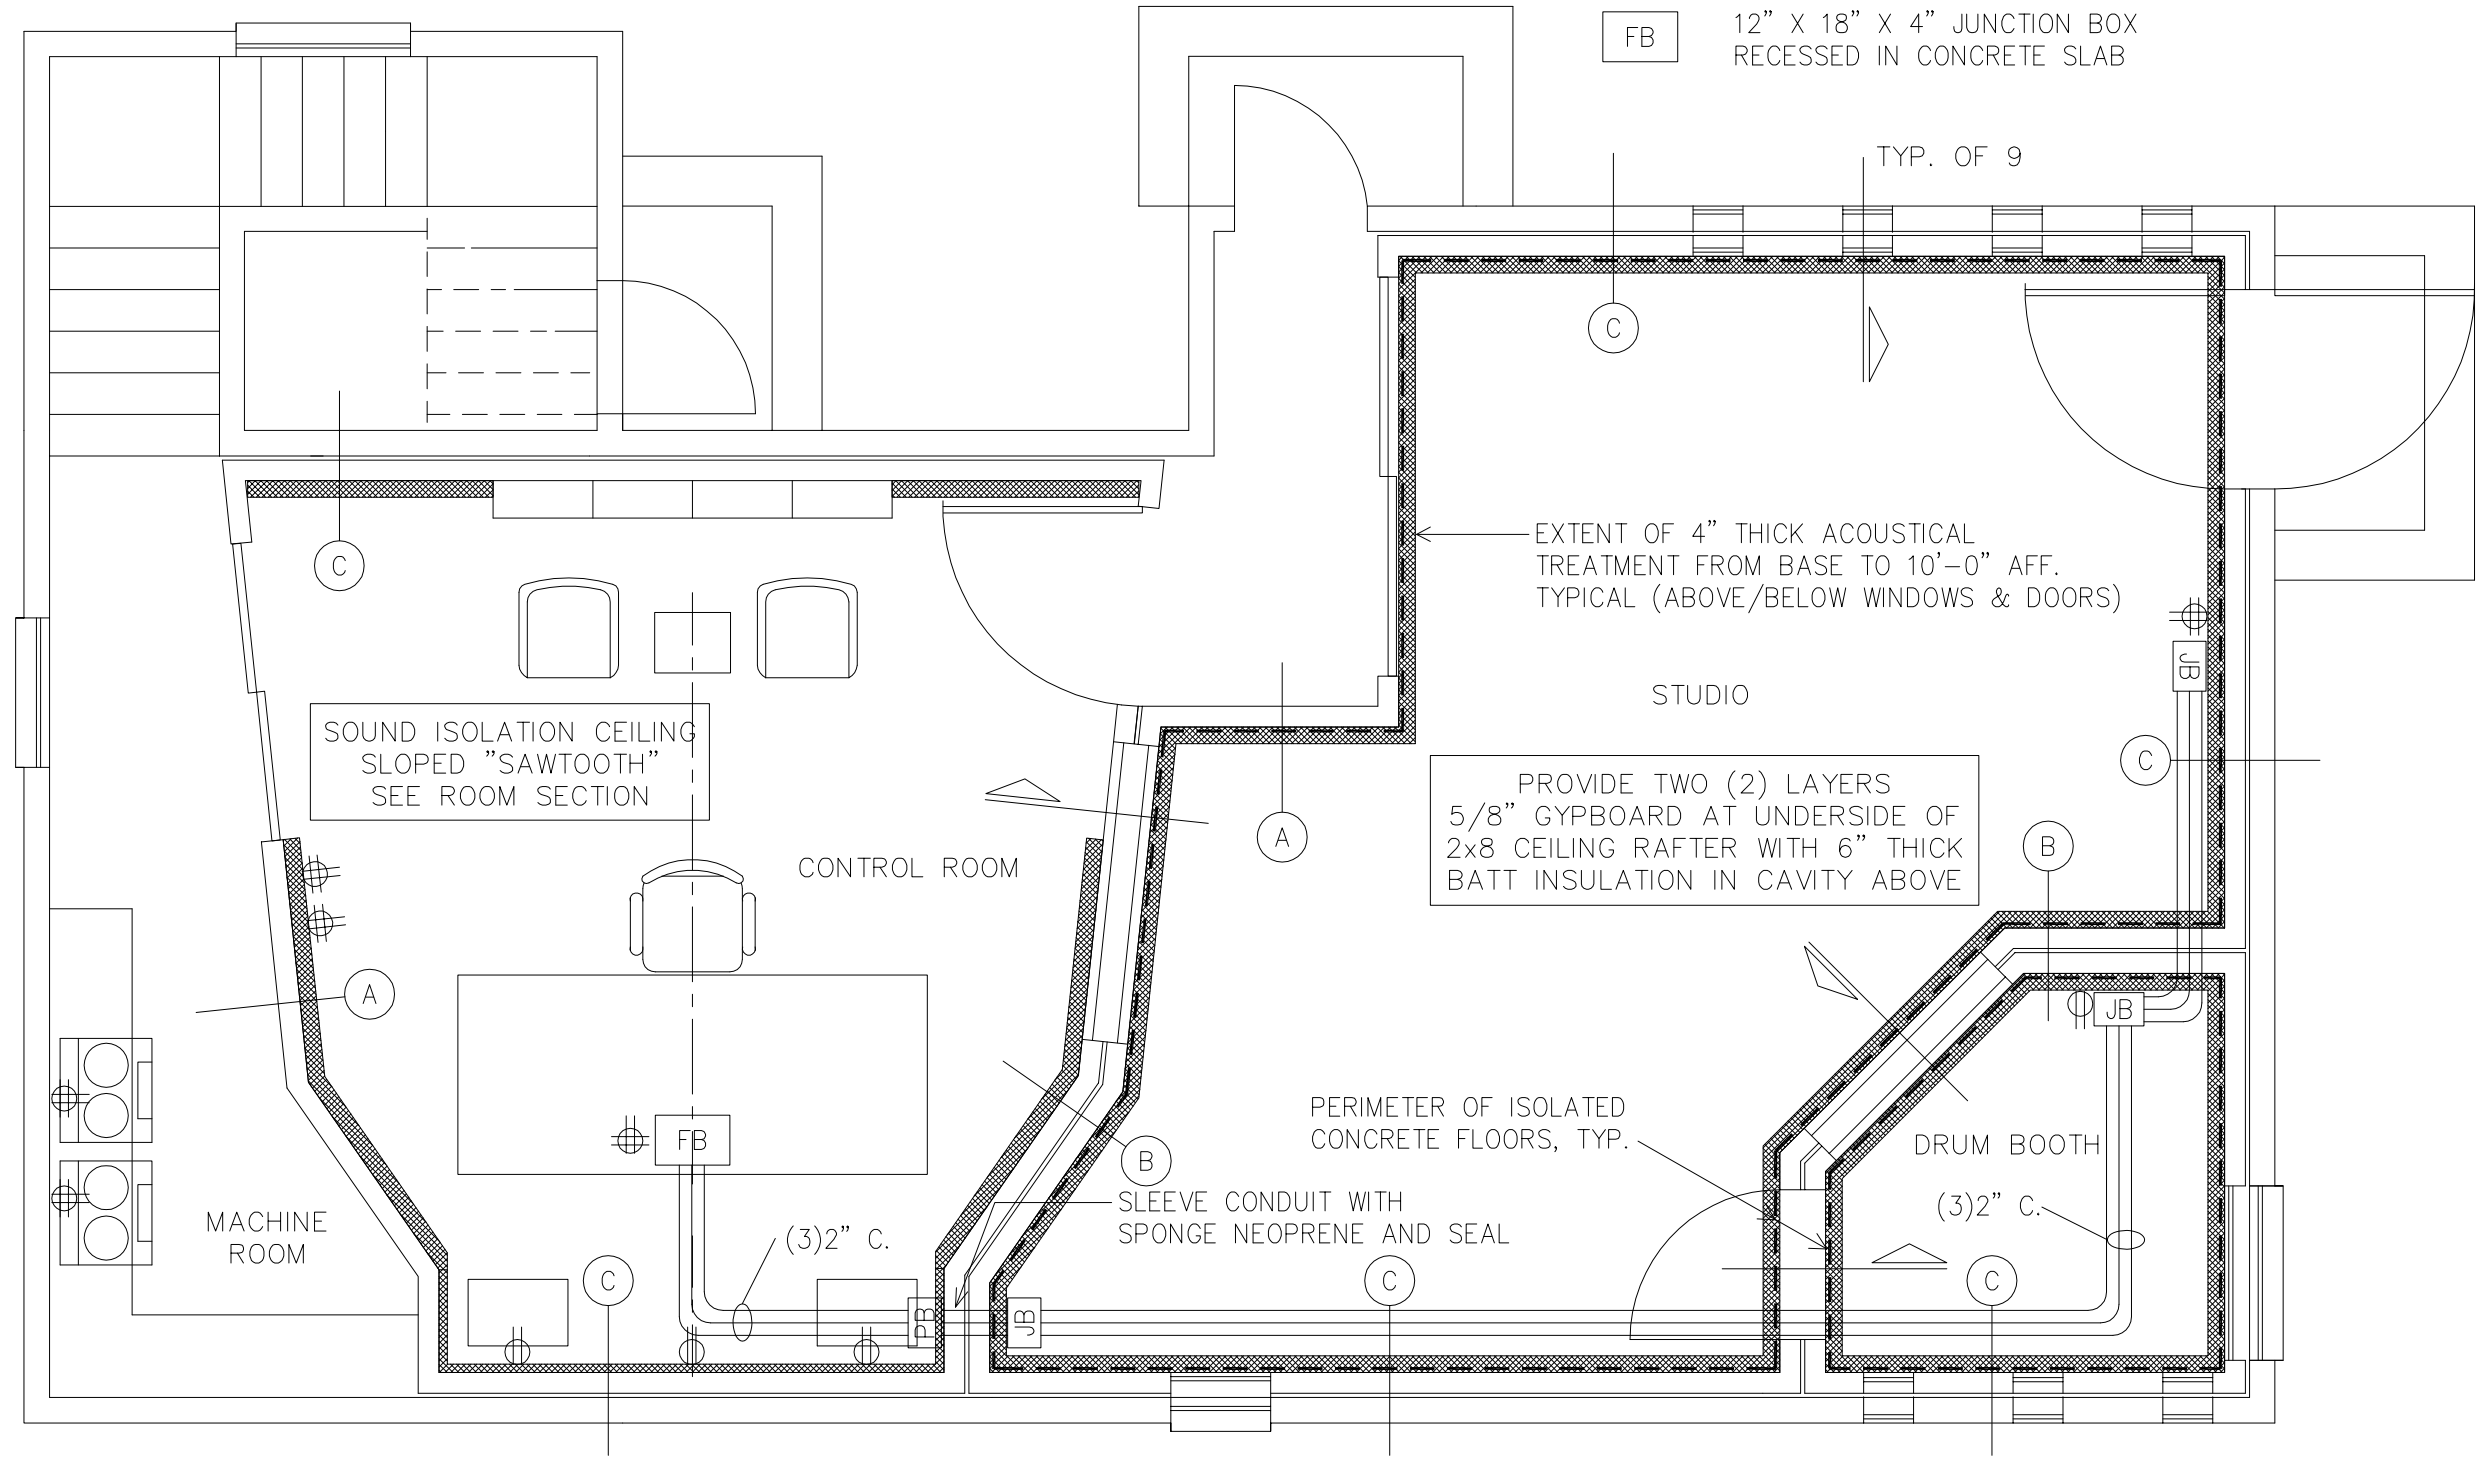 FB
12" X 18" X 4" JUNCTION BOX
RECESSED IN CONCRETE SLAB
TYP. OF 9
C
C
EXTENT OF 4" THICK ACOUSTICAL
TREATMENT FROM BASE TO 10'-0" AFF.
TYPICAL (ABOVE/BELOW WINDOWS & DOORS)
JB
STUDIO
SOUND ISOLATION CEILING
SLOPED "SAWTOOTH"
SEE ROOM SECTION
C
PROVIDE TWO (2) LAYERS
5/8" GYPBOARD AT UNDERSIDE OF
2x8 CEILING RAFTER WITH 6" THICK
BATT INSULATION IN CAVITY ABOVE
A
B
CONTROL ROOM
A
JB
PERIMETER OF ISOLATED
CONCRETE FLOORS, TYP.
FB
DRUM BOOTH
B
SLEEVE CONDUIT WITH
SPONGE NEOPRENE AND SEAL
(3)2" C.
MACHINE
ROOM
(3)2" C.
C
C
C
PB
JB